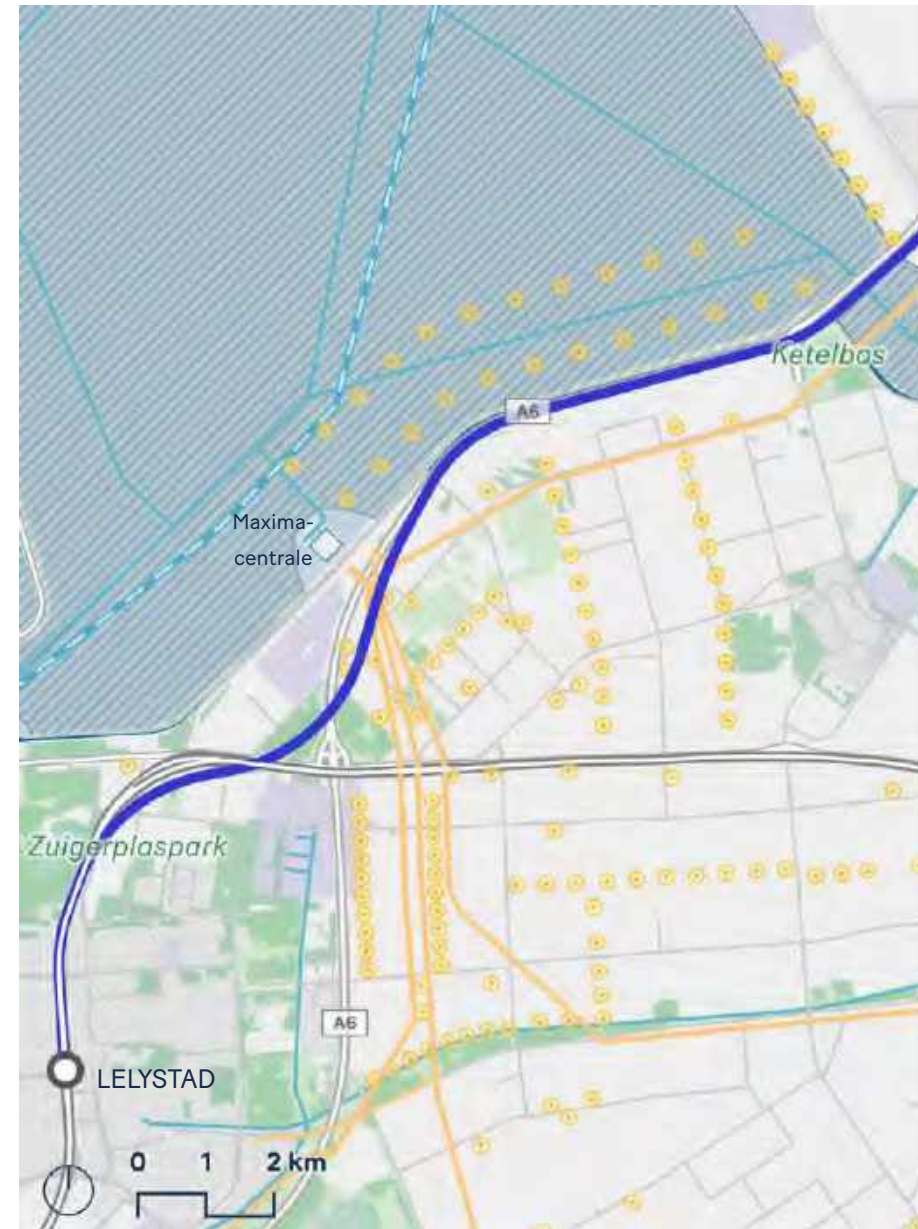 A6
Ketelbos
Maxima-
centrale
Zuigerplaspark
A6
LELYSTAD
0 1 2 km